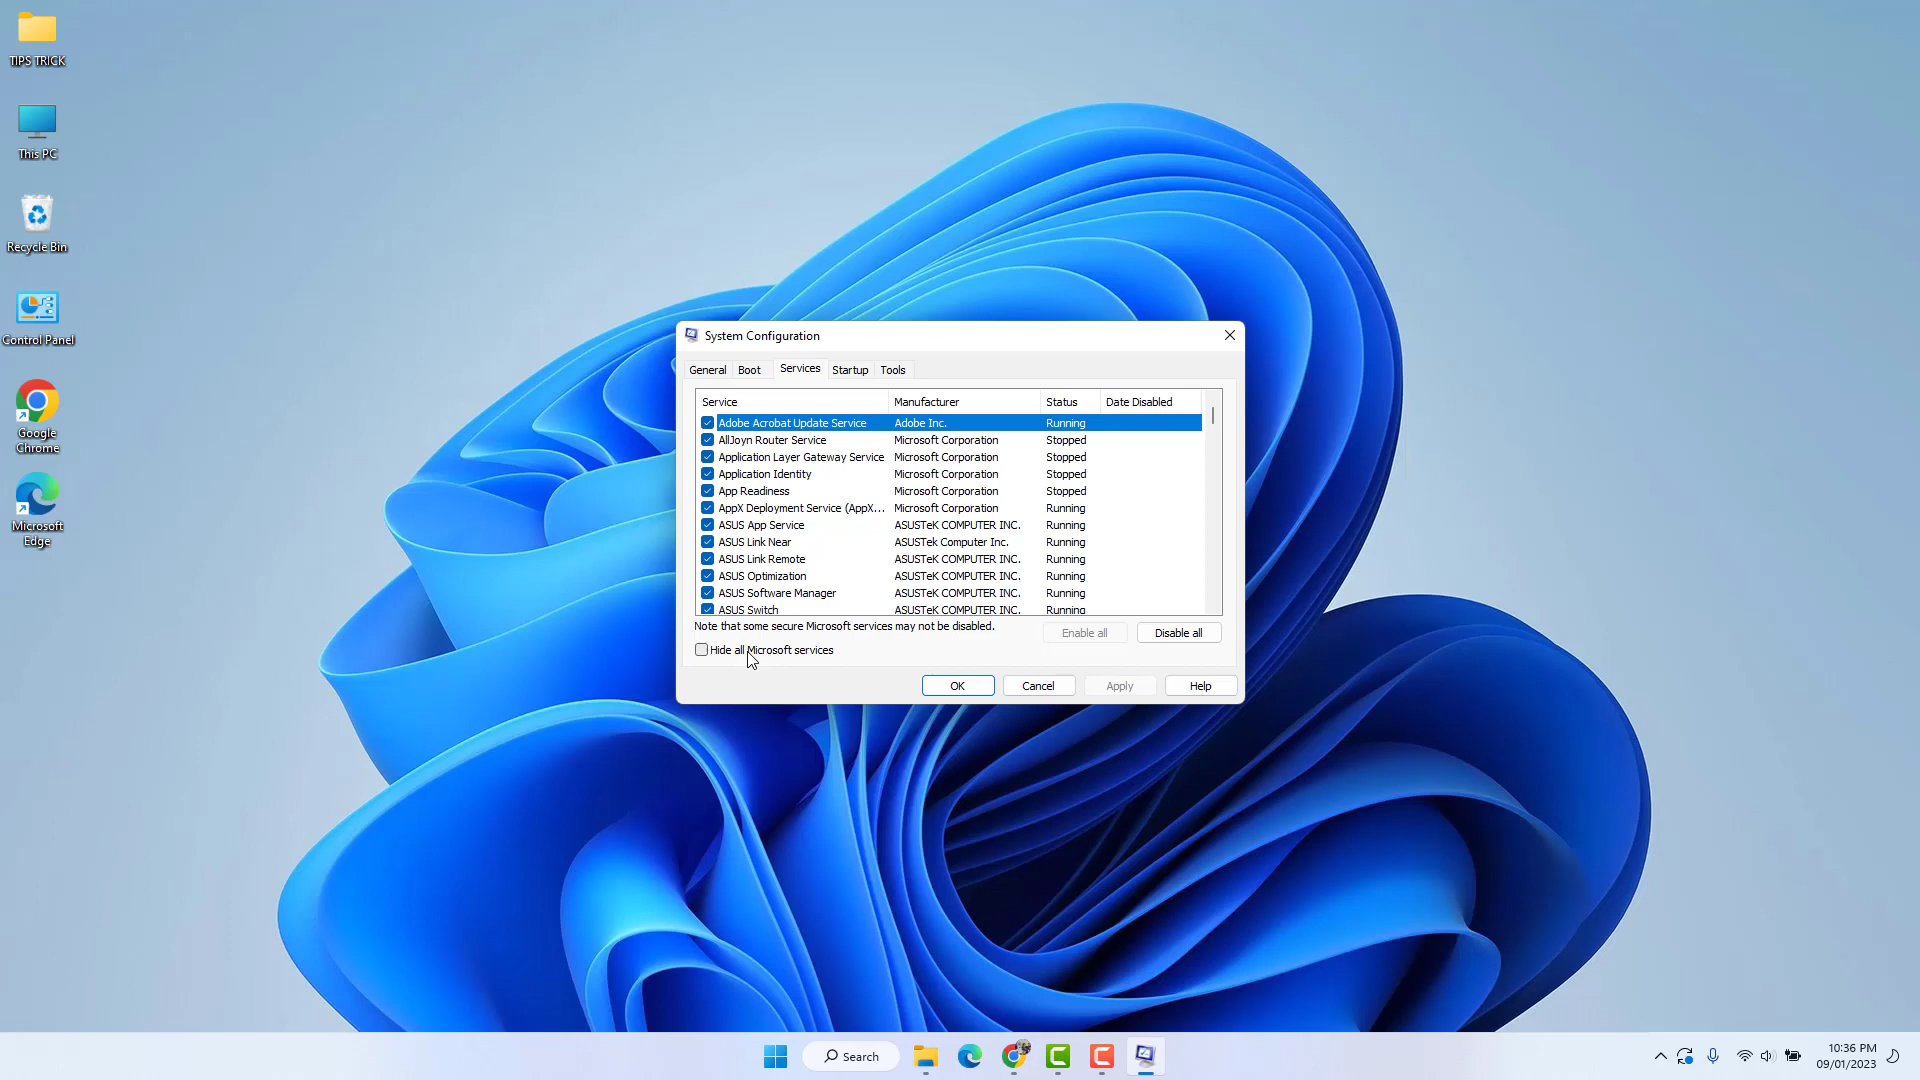 TIPS TRICK
This PC
Recycle Bin
Control Panel
Google
Chrome
Microsoft
Edge
System Configuration
General Boot Services Startup Tools
Service Manufacturer Status Date Disabled
Adobe Acrobat Update Service Adobe Inc. Running
AllJoyn Router Service Microsoft Corporation Stopped
Application Layer Gateway Service Microsoft Corporation Stopped
Application Identity Microsoft Corporation Stopped
App Readiness Microsoft Corporation Stopped
AppX Deployment Service (AppX... Microsoft Corporation Running
ASUS App Service ASUSTeK COMPUTER INC. Running
ASUS Link Near ASUSTek Computer Inc. Running
ASUS Link Remote ASUSTeK COMPUTER INC. Running
ASUS Optimization ASUSTeK COMPUTER INC. Running
ASUS Software Manager ASUSTeK COMPUTER INC. Running
ASUS Switch ASUSTeK COMPUTER INC. Running
Note that some secure Microsoft services may not be disabled.
Enable all Disable all
Hide all Microsoft services
OK Cancel Apply Help
Search
10:36 PM
09/01/2023